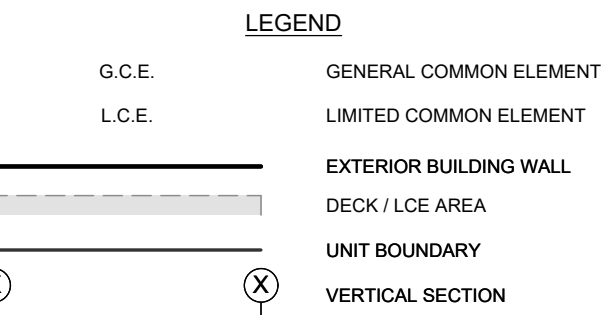 LEGEND
G.C.E. GENERAL COMMON ELEMENT
L.C.E. LIMITED COMMON ELEMENT
EXTERIOR BUILDING WALL
DECK / LCE AREA
UNIT BOUNDARY
X VERTICAL SECTION